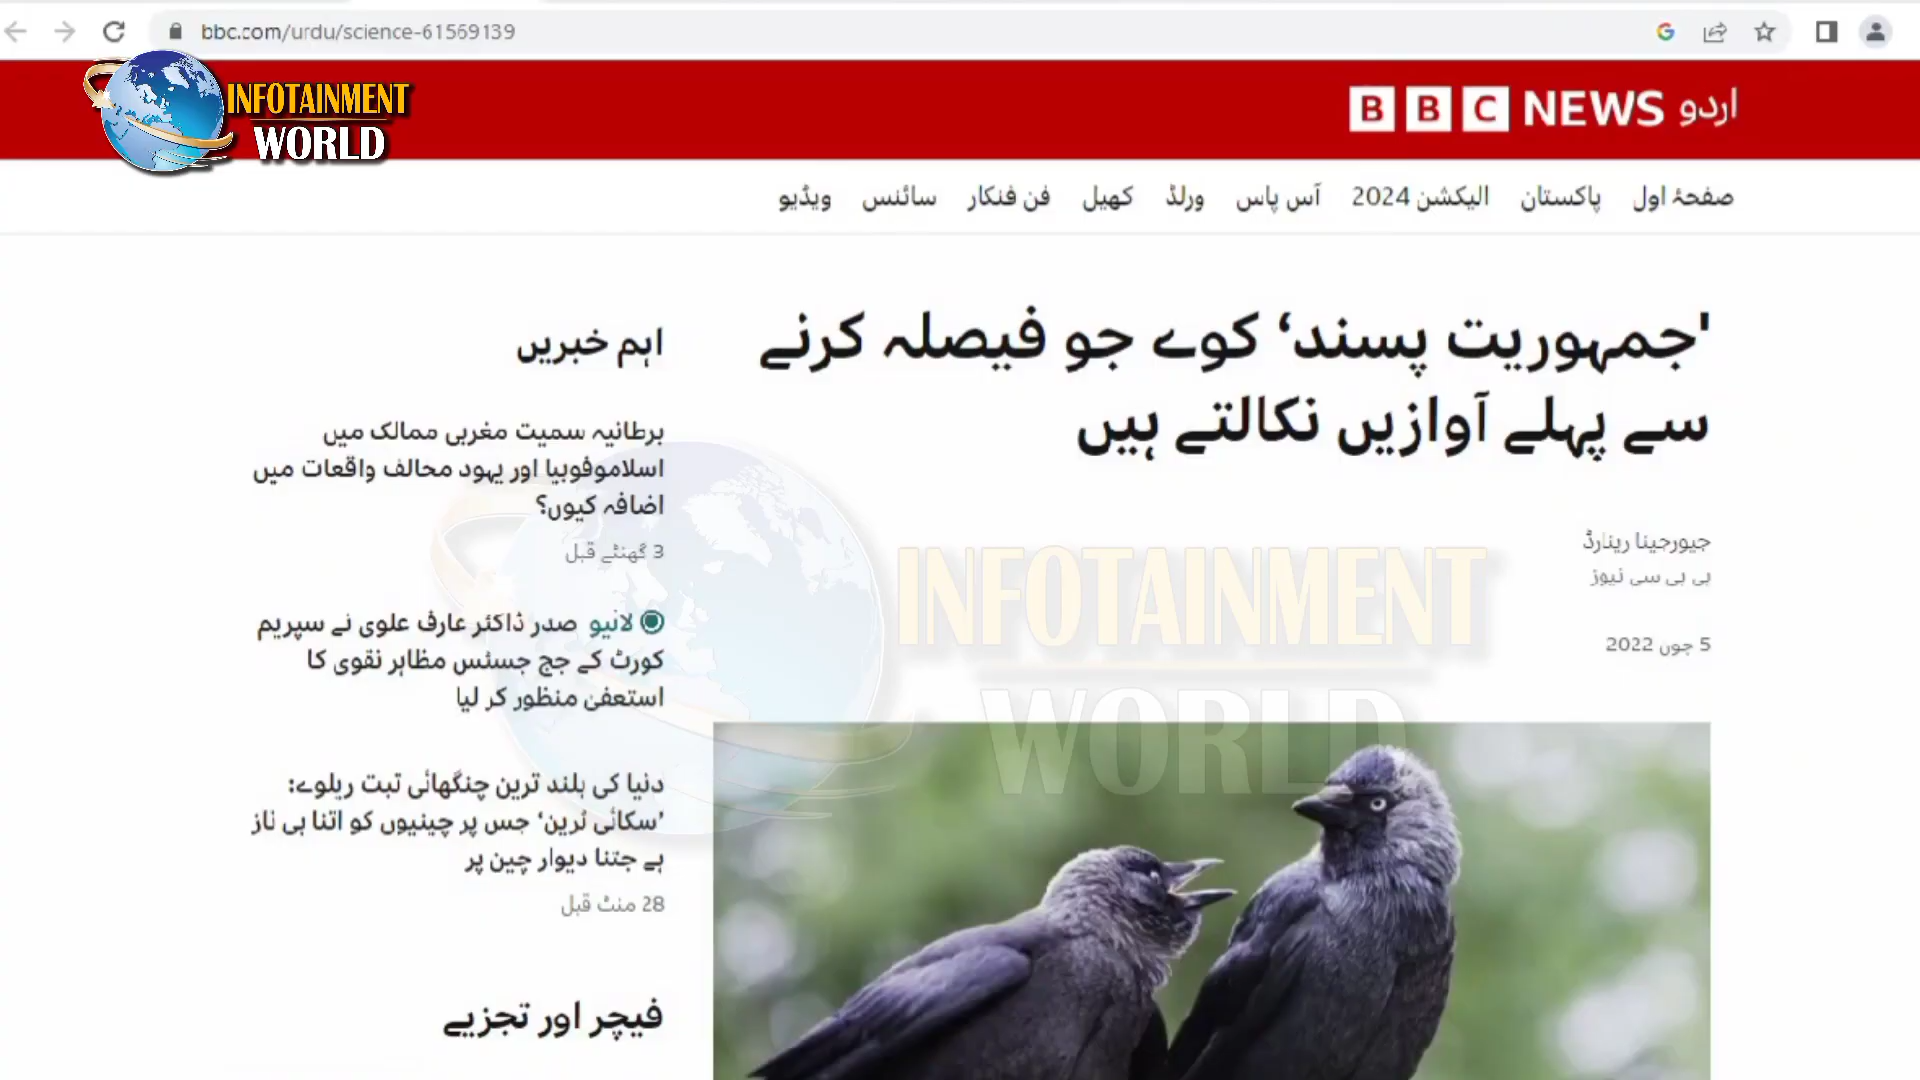 bbc.com/urdu/science-61569139
INFOTAINMENT
WORLD
BBC NEWS اردو
صفحۂ اول پاکستان الیکشن 2024 آس پاس ورلڈ کھیل فن فنکار سائنس ویڈیو
'جمہوریت پسند‘ کوے جو فیصلہ کرنے
سے پہلے آوازیں نکالتے ہیں
جیورجینا رینارڈ
بی بی سی نیوز
5 جون 2022
اہم خبریں
برطانیہ سمیت مغربی ممالک میں
اسلاموفوبیا اور یہود مخالف واقعات میں
اضافہ کیوں؟
3 گھنٹے قبل
لائیو صدر ڈاکٹر عارف علوی نے سپریم
کورٹ کے جج جسٹس مظاہر نقوی کا
استعفیٰ منظور کر لیا
دنیا کی بلند ترین چنگھائی تبت ریلوے:
’سکائی ٹرین‘ جس پر چینیوں کو اتنا ہی ناز
ہے جتنا دیوار چین پر
28 منٹ قبل
فیچر اور تجزیے
INFOTAINMENT
WORLD